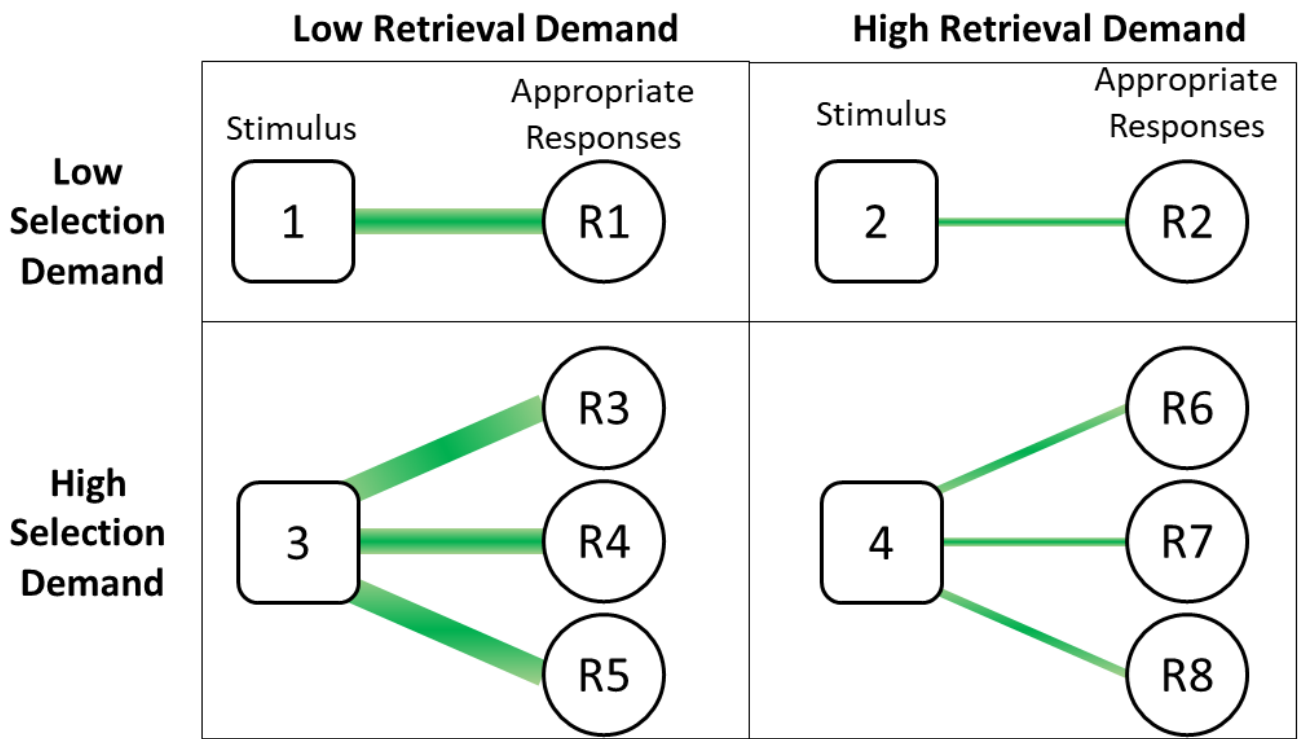 Low Retrieval Demand
High Retrieval Demand
Low
Selection
Demand
Stimulus
Appropriate
Responses
1
R1
Stimulus
Appropriate
Responses
2
R2
High
Selection
Demand
3
R3
R4
R5
4
R6
R7
R8